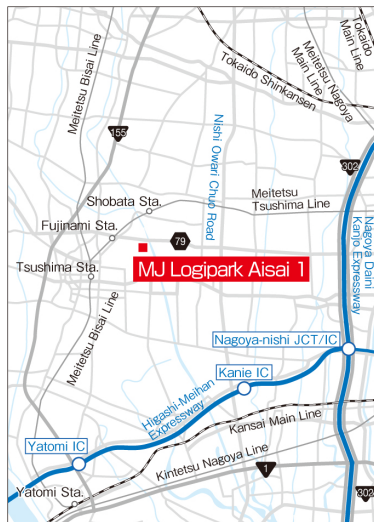 Tokaido
Main Line
Meitetsu Nagoya
Main Line
Tokaido Shinkansen
Meitetsu Bisai Line
155
Nishi Owari Chuo Road
302
Shobata Sta.
Meitetsu
Tsushima Line
Fujinami Sta.
79
Tsushima Sta.
MJ Logipark Aisai 1
Nagoya Daini
Kanjo Expressway
Meitetsu Bisai Line
Nagoya-nishi JCT/IC
Kanie IC
Higashi-Meihan
Expressway
Kansai Main Line
Yatomi IC
Kintetsu Nagoya Line
1
Yatomi Sta.
302